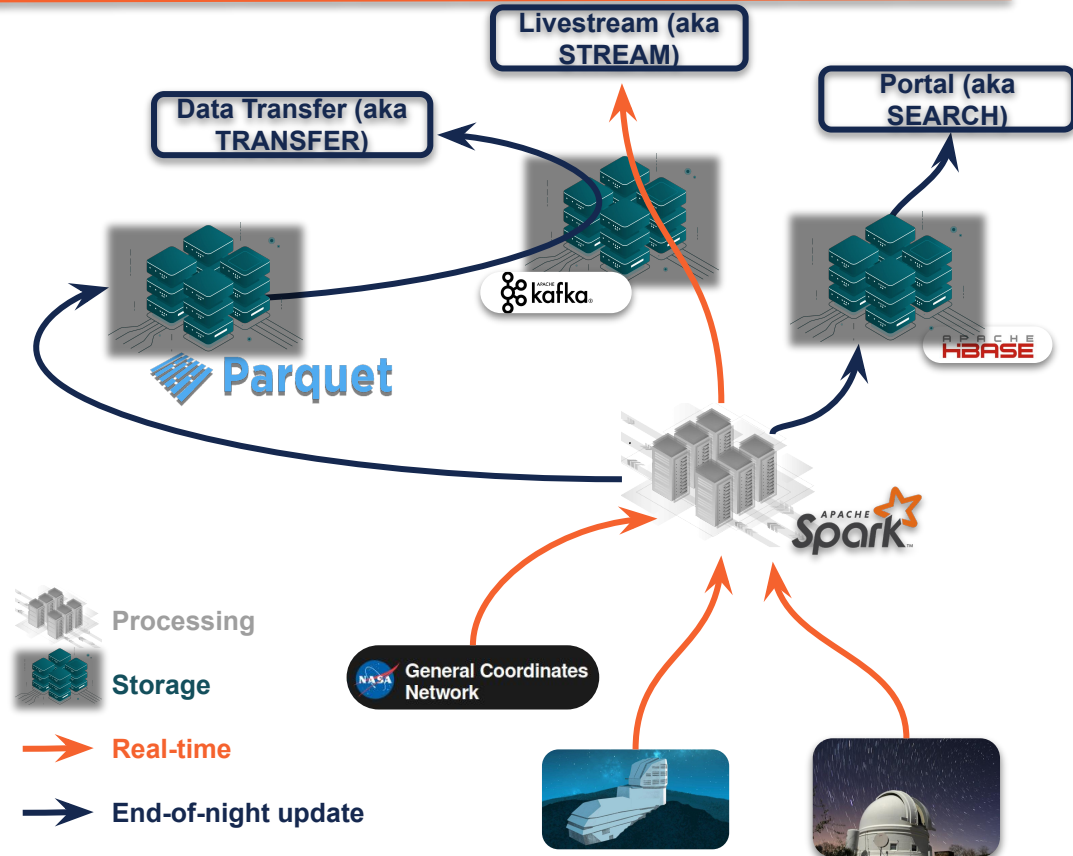 Livestream (aka
STREAM)
Data Transfer (aka
TRANSFER)
Portal (aka
SEARCH)
APACHE
kafka®
APACHE
HBASE
Parquet
APACHE
Spark™
NASA
General Coordinates
Network
Processing
Storage
Real-time
End-of-night update